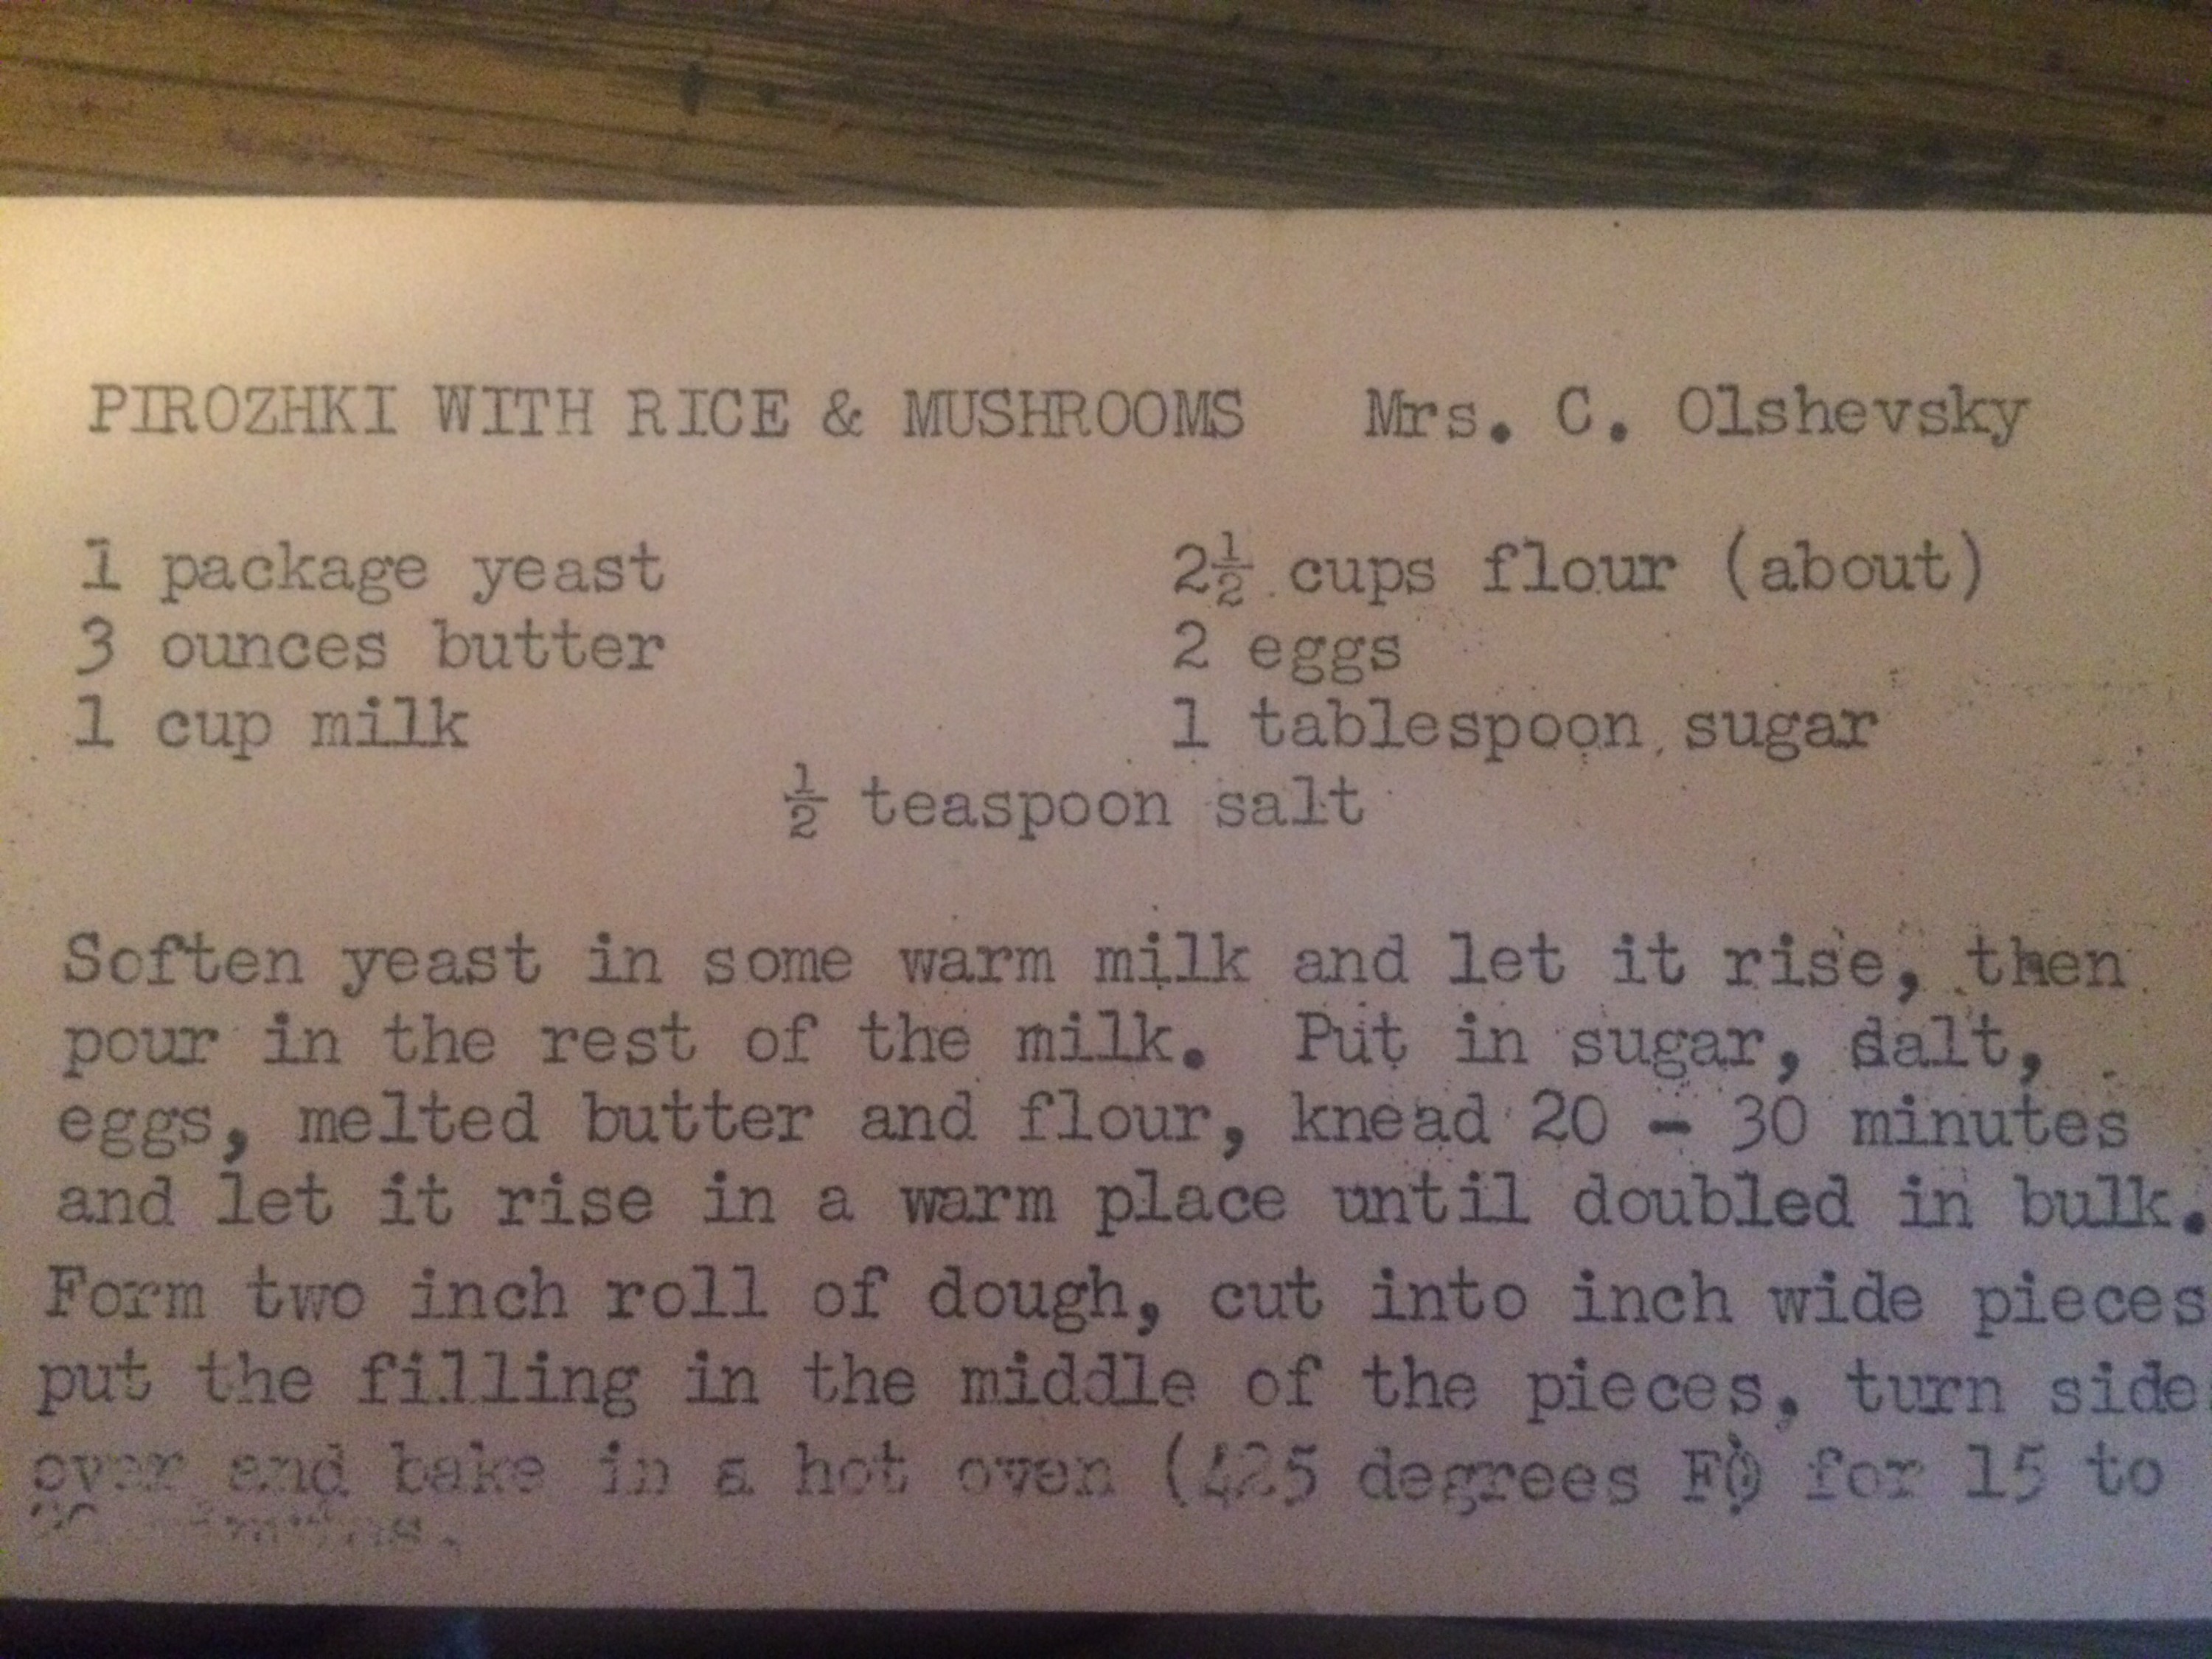 PIROZHKI WITH RICE & MUSHROOMS Mrs. C. Olshevsky
1 package yeast 2½ cups flour (about)
3 ounces butter 2 eggs
1 cup milk 1 tablespoon sugar
½ teaspoon salt
Soften yeast in some warm milk and let it rise, then
pour in the rest of the milk. Put in sugar, salt,
eggs, melted butter and flour, knead 20 - 30 minutes
and let it rise in a warm place until doubled in bulk.
Form two inch roll of dough, cut into inch wide pieces
put the filling in the middle of the pieces, turn side
over and bake in a hot oven (425 degrees F) for 15 to